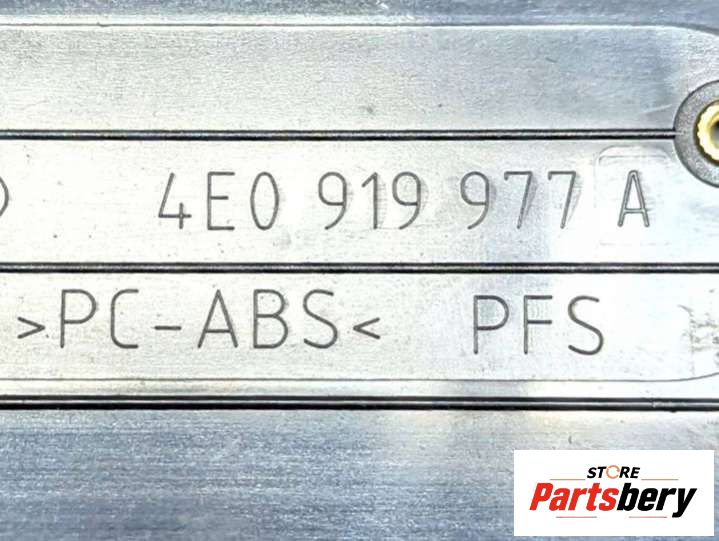 4E0 919 977 A
>PC-ABS< PFS
STORE
Partsbery